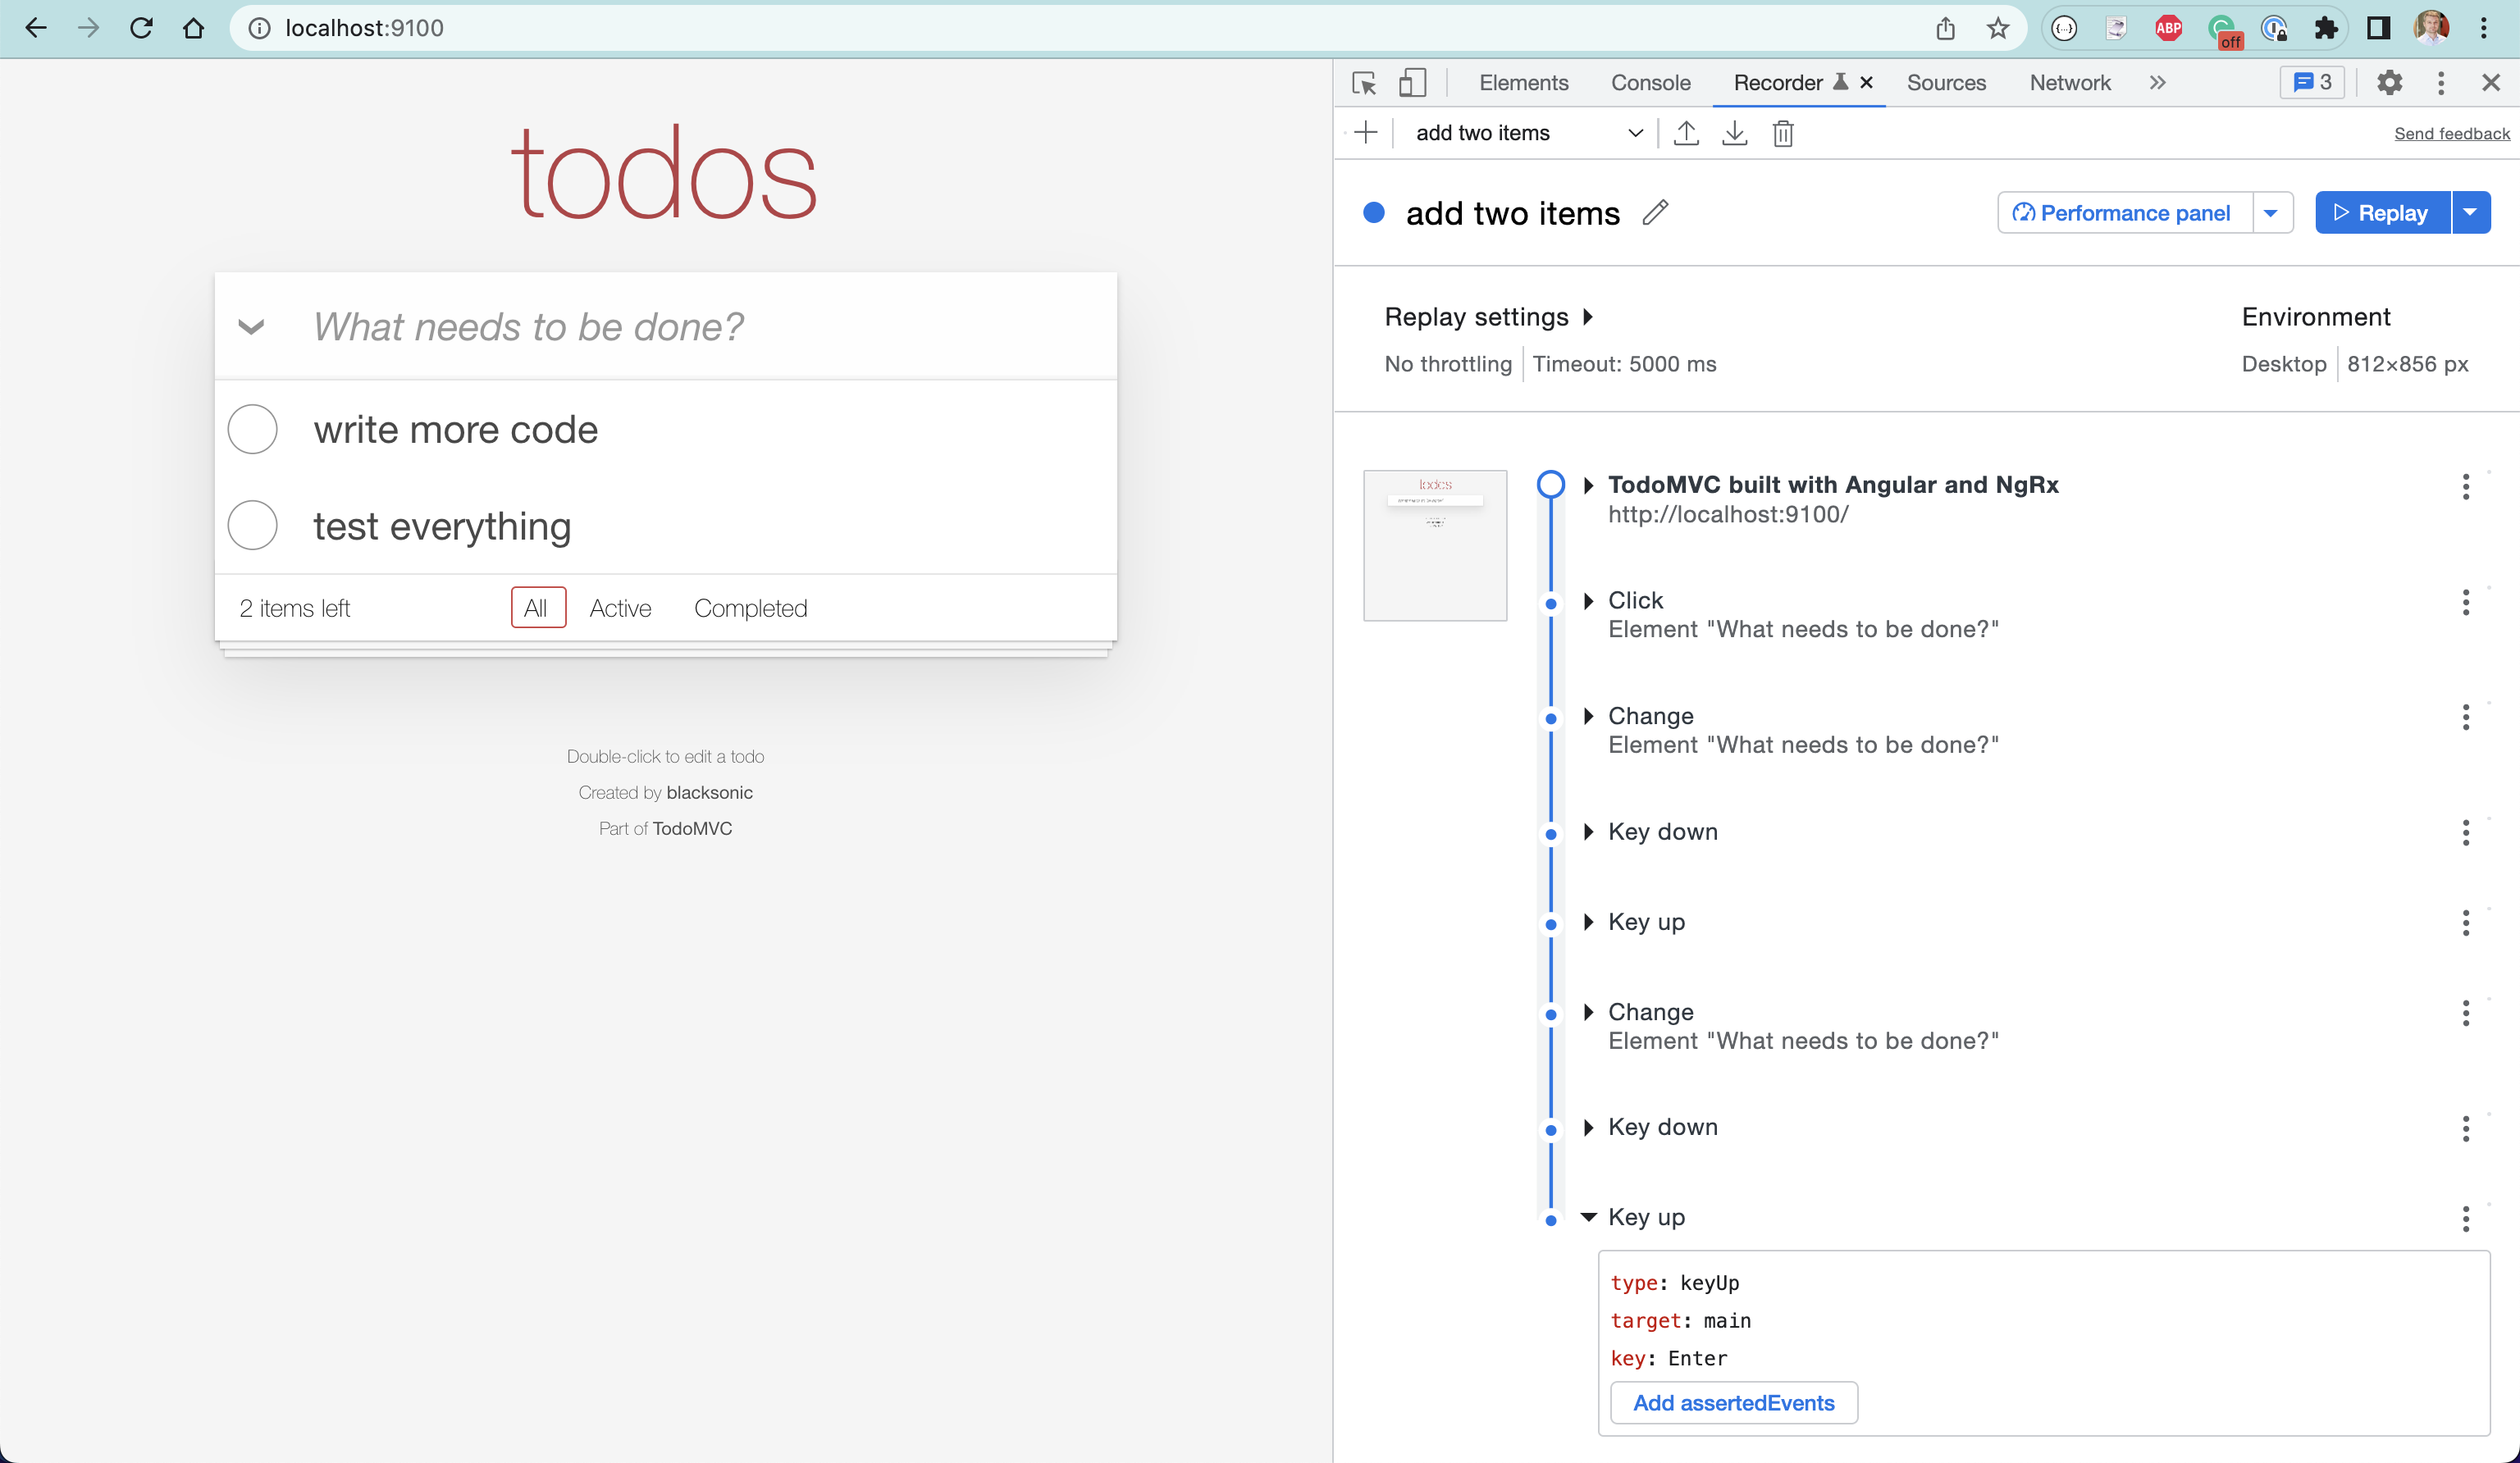 localhost:9100
ABP
off
Elements
Console
Recorder
Sources
Network
3
add two items
Send feedback
add two items
Performance panel
Replay
Replay settings
Environment
No throttling
Timeout: 5000 ms
Desktop
812×856 px
todos
What needs to be done?
write more code
test everything
2 items left
All
Active
Completed
Double-click to edit a todo
Created by blacksonic
Part of TodoMVC
todos
TodoMVC built with Angular and NgRx
http://localhost:9100/
Click
Element "What needs to be done?"
Change
Element "What needs to be done?"
Key down
Key up
Change
Element "What needs to be done?"
Key down
Key up
type: keyUp
target: main
key: Enter
Add assertedEvents